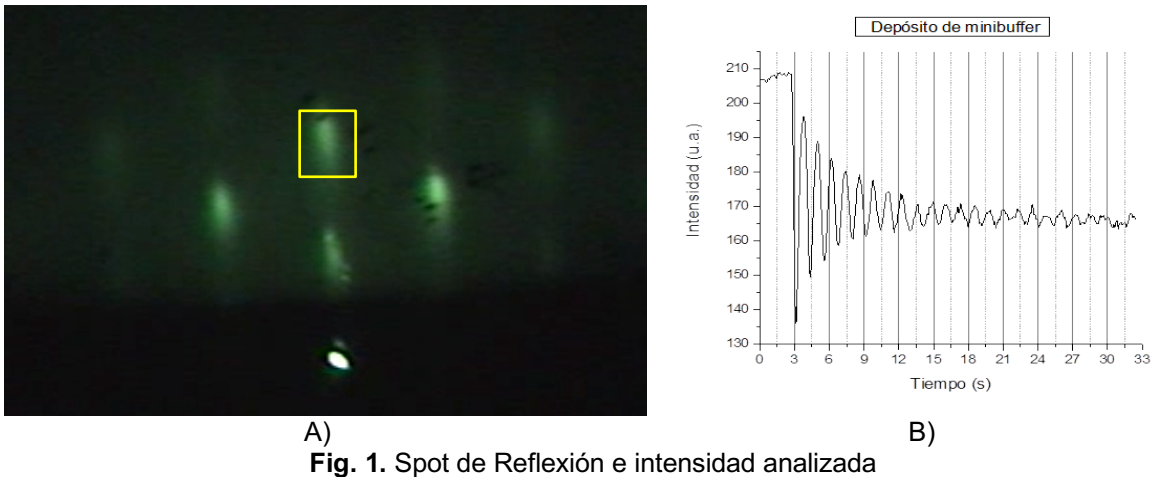 Depósito de minibuffer
210
200
190
180
170
160
150
140
130
Intensidad (u.a.)
0 3 6 9 12 15 18 21 24 27 30 33
Tiempo (s)
A) B)
Fig. 1. Spot de Reflexión e intensidad analizada